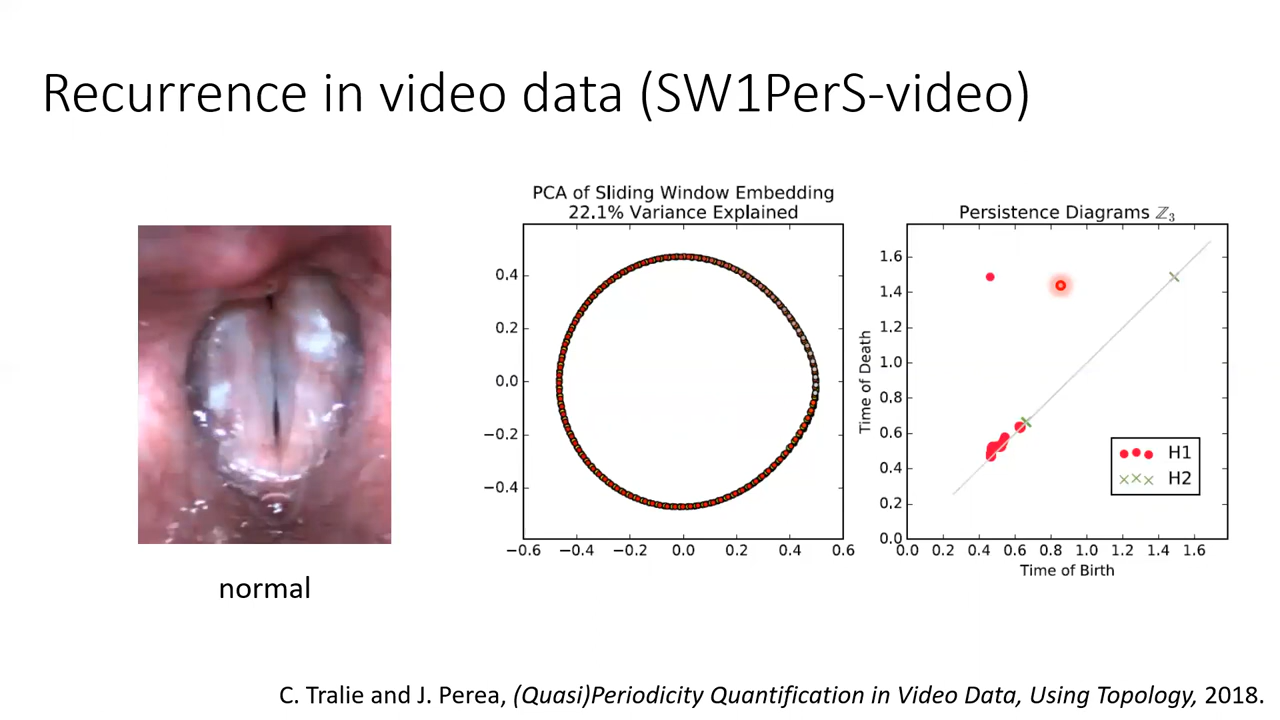 Recurrence in video data (SW1PerS-video)
PCA of Sliding Window Embedding
22.1% Variance Explained
0.4
0.2
0.0
−0.2
−0.4
−0.6 −0.4 −0.2 0.0 0.2 0.4 0.6
Persistence Diagrams ℤ₃
Time of Death
1.6
1.4
1.2
1.0
0.8
0.6
0.4
0.2
0.0
0.0 0.2 0.4 0.6 0.8 1.0 1.2 1.4 1.6
Time of Birth
H1
H2
normal
C. Tralie and J. Perea, (Quasi)Periodicity Quantification in Video Data, Using Topology, 2018.